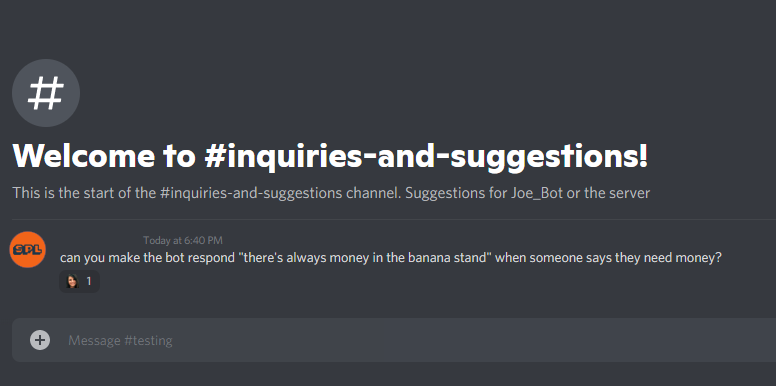 #
Welcome to #inquiries-and-suggestions!
This is the start of the #inquiries-and-suggestions channel. Suggestions for Joe_Bot or the server
SPL
Today at 6:40 PM
can you make the bot respond "there's always money in the banana stand" when someone says they need money?
1
Message #testing